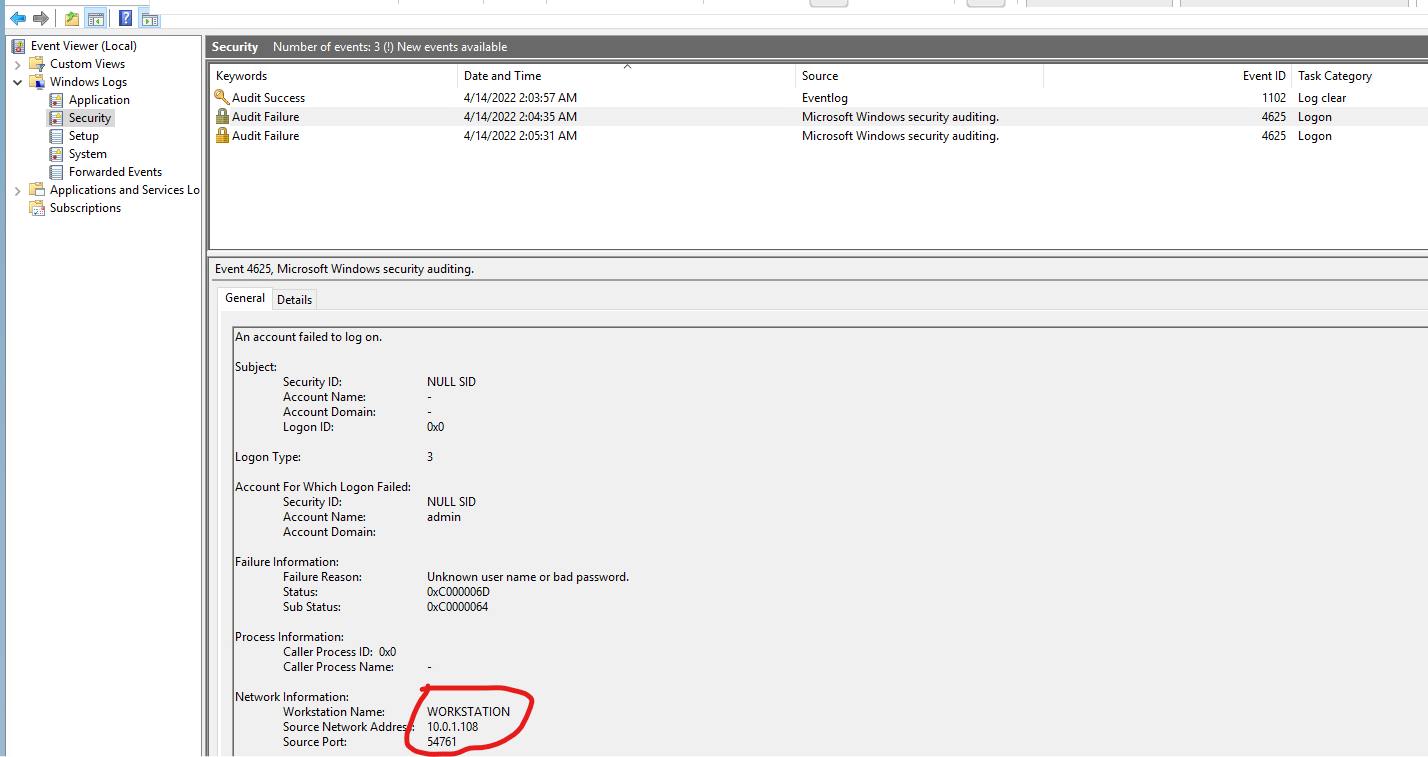 Event Viewer (Local)
Custom Views
Windows Logs
Application
Security
Setup
System
Forwarded Events
Applications and Services Lo
Subscriptions
Security Number of events: 3 (!) New events available
Keywords Date and Time Source Event ID Task Category
Audit Success 4/14/2022 2:03:57 AM Eventlog 1102 Log clear
Audit Failure 4/14/2022 2:04:35 AM Microsoft Windows security auditing. 4625 Logon
Audit Failure 4/14/2022 2:05:31 AM Microsoft Windows security auditing. 4625 Logon
Event 4625, Microsoft Windows security auditing.
General Details
An account failed to log on.
Subject:
Security ID: NULL SID
Account Name: -
Account Domain: -
Logon ID: 0x0
Logon Type: 3
Account For Which Logon Failed:
Security ID: NULL SID
Account Name: admin
Account Domain:
Failure Information:
Failure Reason: Unknown user name or bad password.
Status: 0xC000006D
Sub Status: 0xC0000064
Process Information:
Caller Process ID: 0x0
Caller Process Name: -
Network Information:
Workstation Name: WORKSTATION
Source Network Address: 10.0.1.108
Source Port: 54761